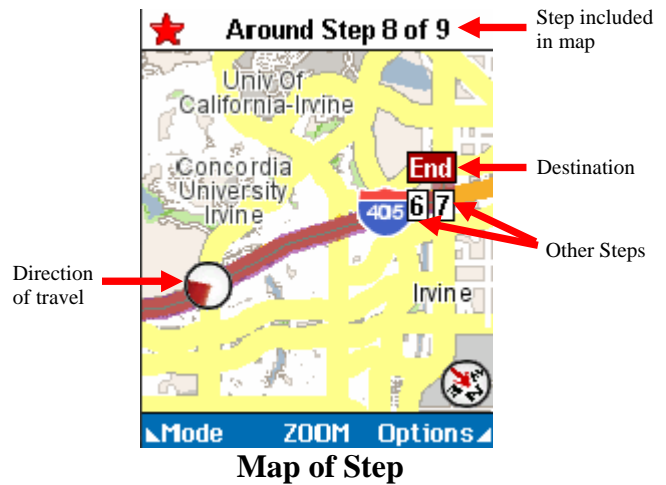 Around Step 8 of 9
Step included
in map
Univ Of
California-Irvine
End
Destination
Concordia
University
Irvine
405
6
7
Other Steps
Direction
of travel
Irvine
Mode
ZOOM
Options
Map of Step